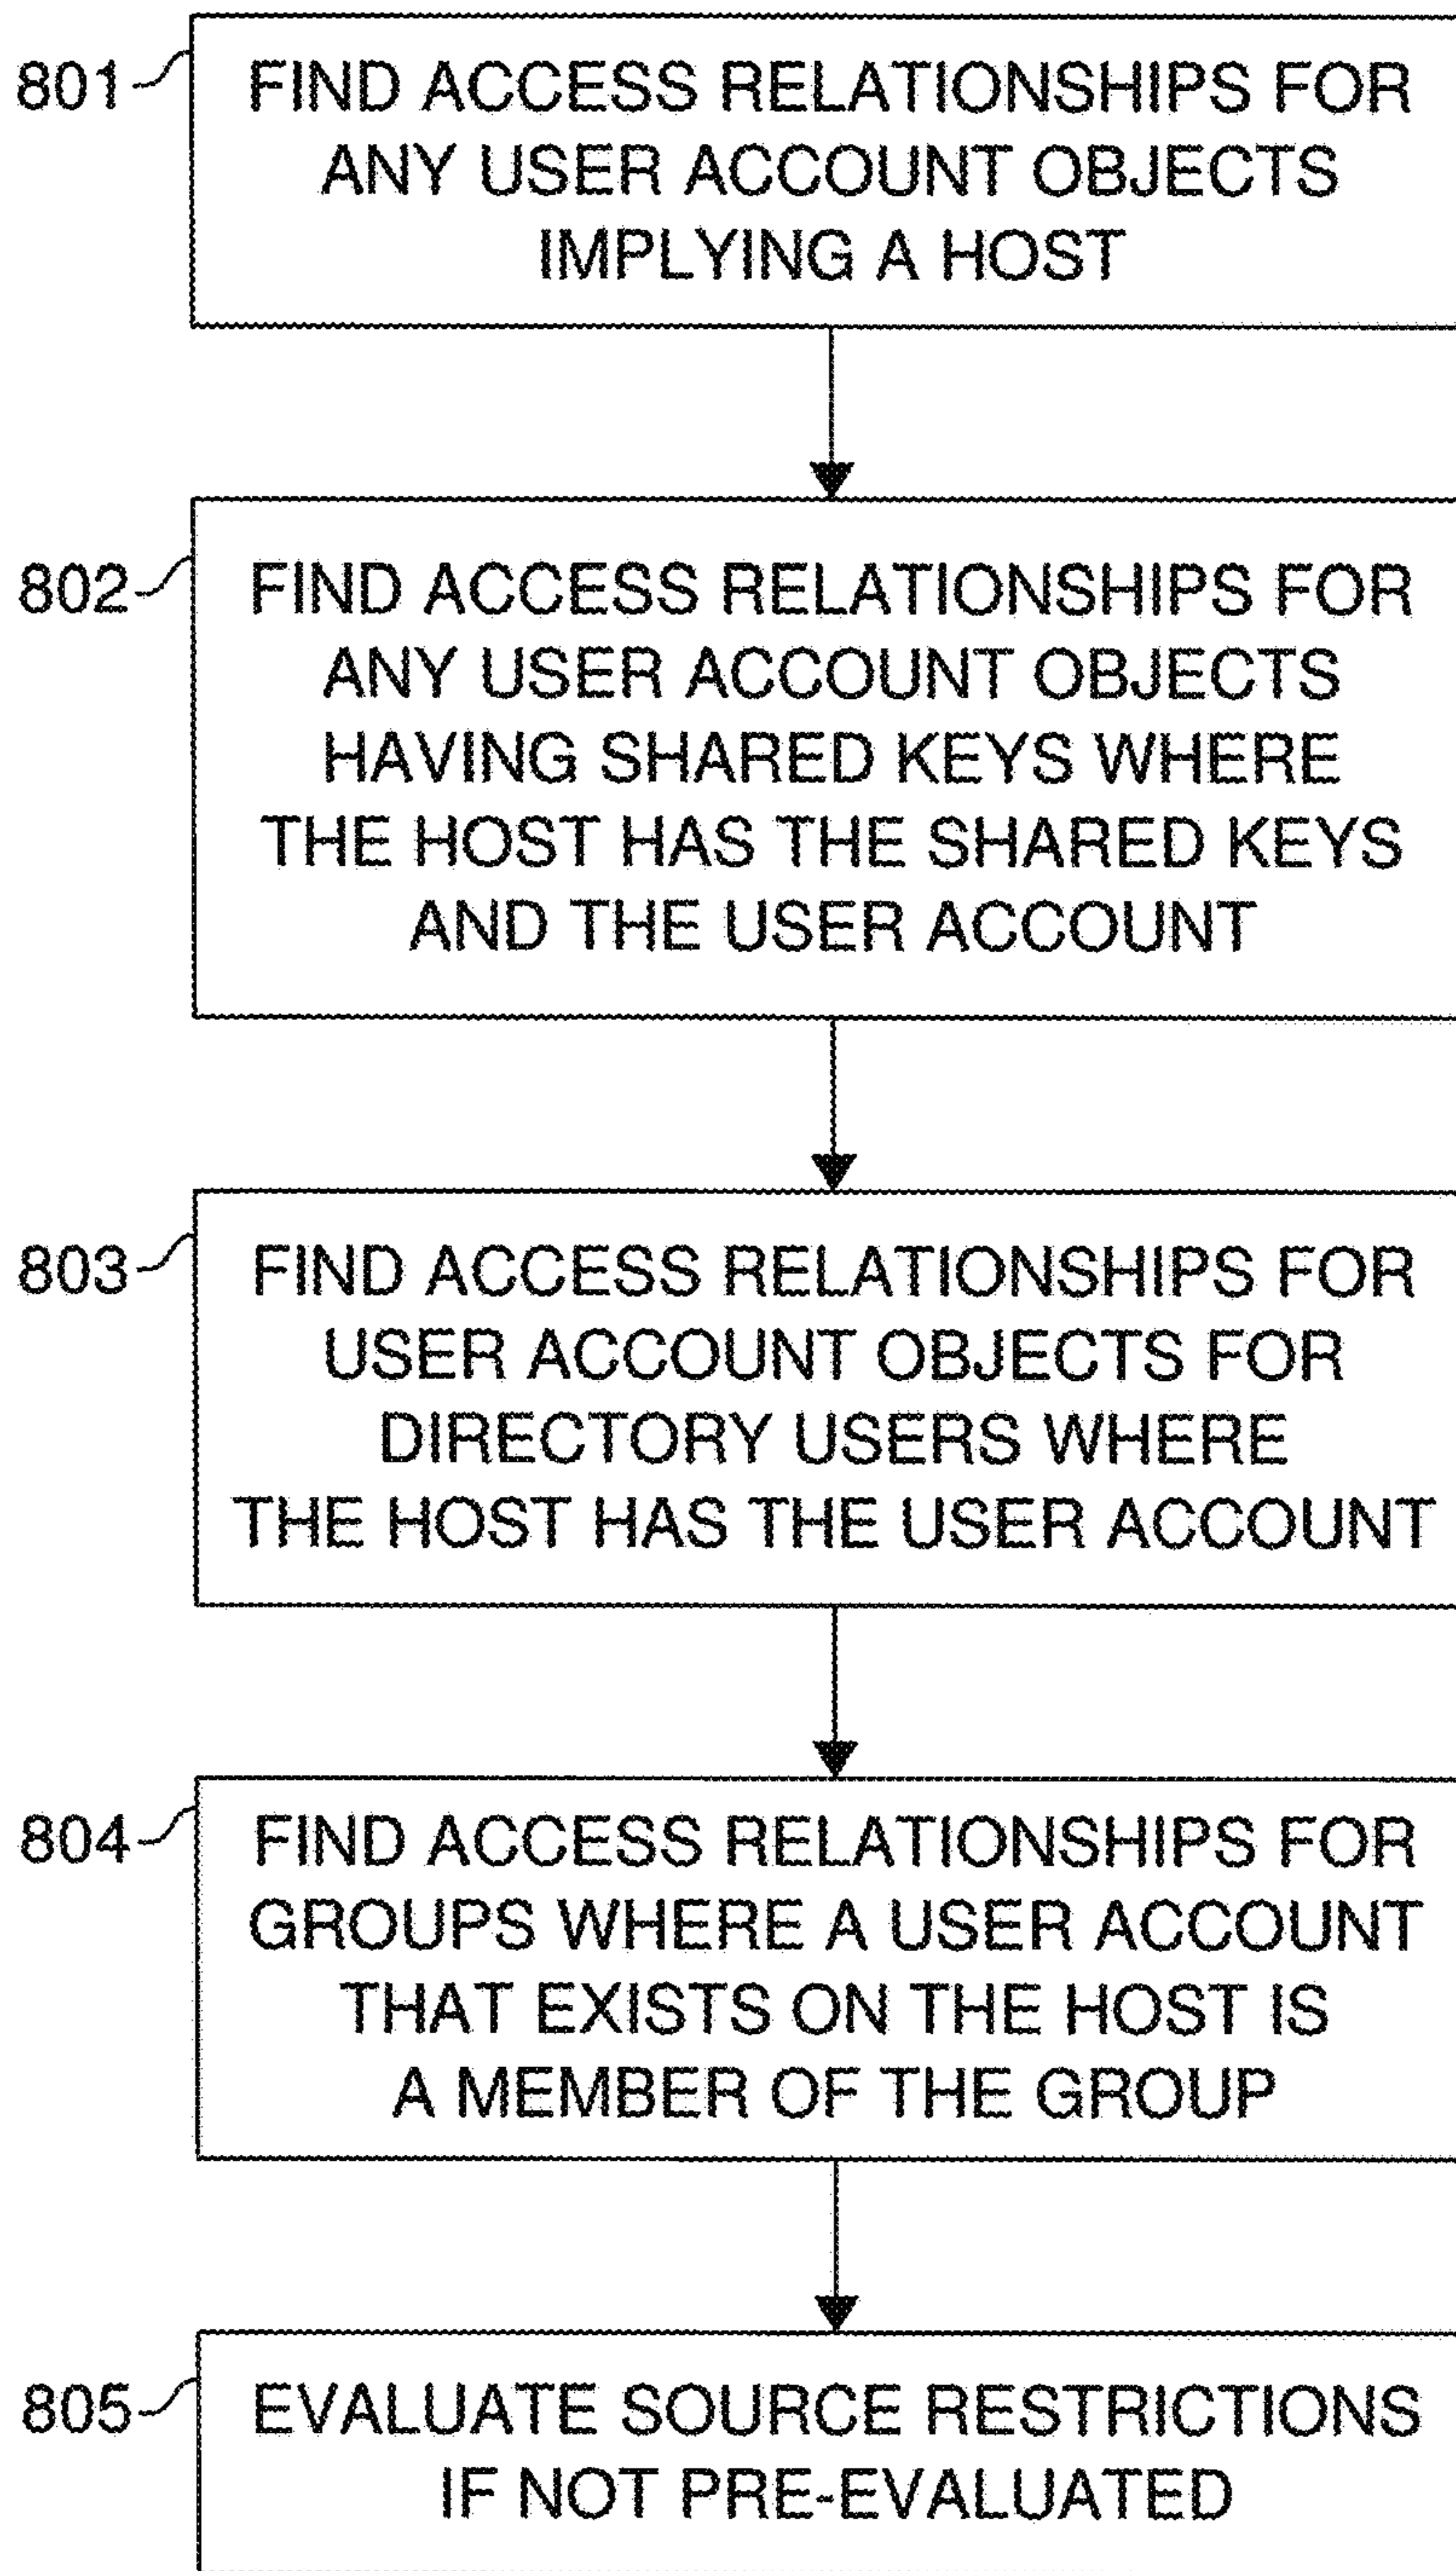 801
FIND ACCESS RELATIONSHIPS FOR
ANY USER ACCOUNT OBJECTS
IMPLYING A HOST
802
FIND ACCESS RELATIONSHIPS FOR
ANY USER ACCOUNT OBJECTS
HAVING SHARED KEYS WHERE
THE HOST HAS THE SHARED KEYS
AND THE USER ACCOUNT
803
FIND ACCESS RELATIONSHIPS FOR
USER ACCOUNT OBJECTS FOR
DIRECTORY USERS WHERE
THE HOST HAS THE USER ACCOUNT
804
FIND ACCESS RELATIONSHIPS FOR
GROUPS WHERE A USER ACCOUNT
THAT EXISTS ON THE HOST IS
A MEMBER OF THE GROUP
805
EVALUATE SOURCE RESTRICTIONS
IF NOT PRE-EVALUATED